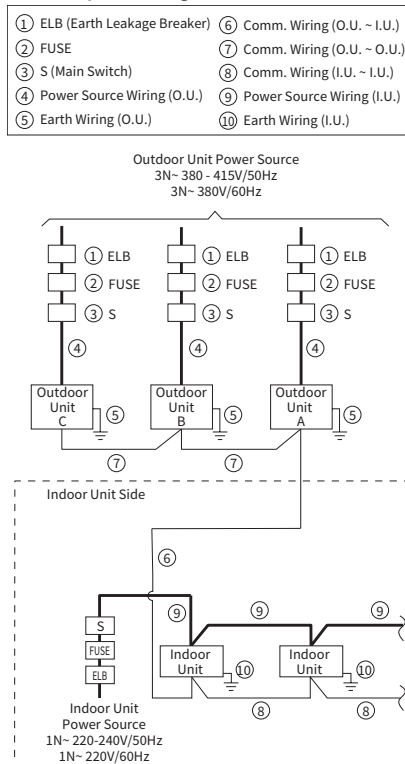 ① ELB (Earth Leakage Breaker)
② FUSE
③ S (Main Switch)
④ Power Source Wiring (O.U.)
⑤ Earth Wiring (O.U.)
⑥ Comm. Wiring (O.U. ~ I.U.)
⑦ Comm. Wiring (O.U. ~ O.U.)
⑧ Comm. Wiring (I.U. ~ I.U.)
⑨ Power Source Wiring (I.U.)
⑩ Earth Wiring (I.U.)
Outdoor Unit Power Source
3N~ 380 - 415V/50Hz
3N~ 380V/60Hz
① ELB
① ELB
① ELB
② FUSE
② FUSE
② FUSE
③ S
③ S
③ S
④
④
④
Outdoor
Unit
C
⑤
Outdoor
Unit
B
⑤
Outdoor
Unit
A
⑤
⑦
⑦
Indoor Unit Side
⑥
⑨
⑨
⑨
S
FUSE
ELB
Indoor
Unit
⑩
Indoor
Unit
⑩
⑧
⑧
Indoor Unit
Power Source
1N~ 220-240V/50Hz
1N~ 220V/60Hz